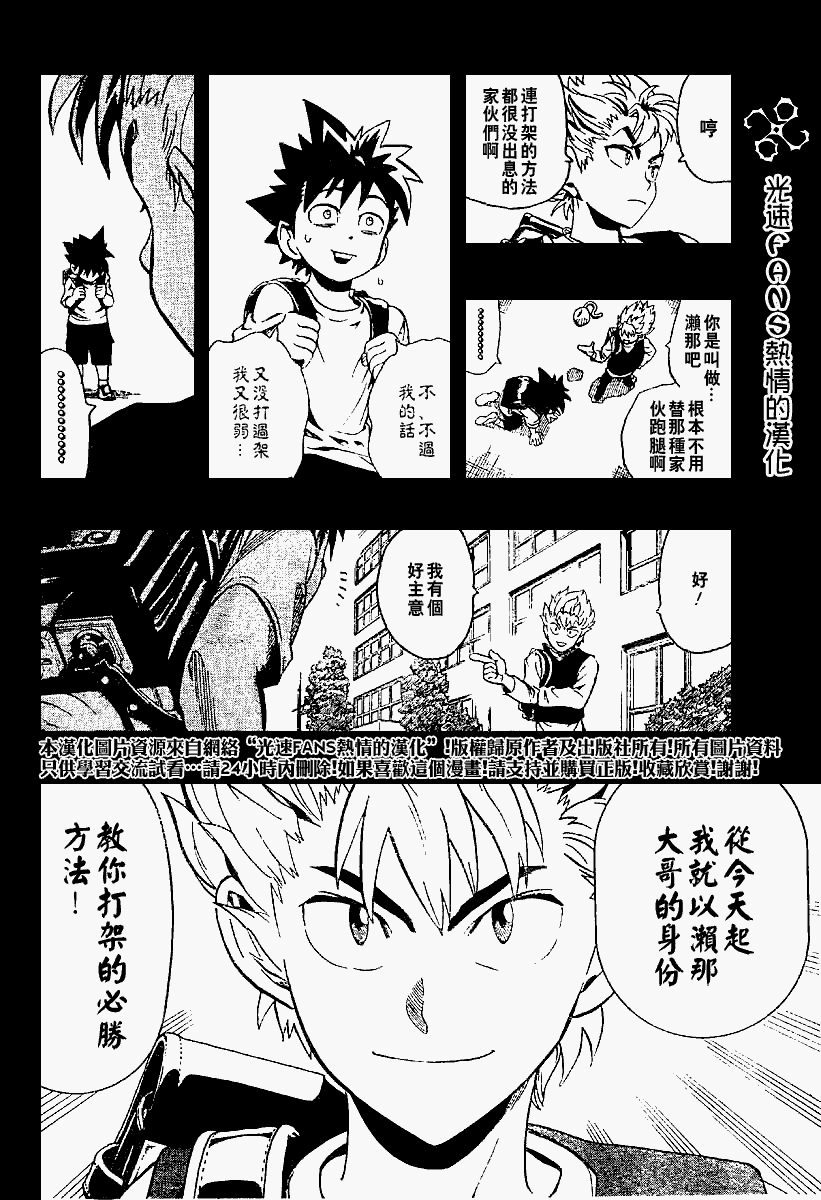 哼
連打架的方法
都很没出息的
家伙們啊
光速FANS熱情的漢化
你是叫做…
瀨那吧
根本不用
替那種家
伙跑腿啊
………
不、不過
我的話
又没打過架
我又很弱…
…………
好！
我有個
好主意
本漢化圖片資源來自網絡“光速FANS熱情的漢化”!版權歸原作者及出版社所有!所有圖片資料
只供學習交流試看…請24小時內刪除!如果喜歡這個漫畫!請支持並購買正版!收藏欣賞!謝謝!
從今天起
我就以瀨那
大哥的身份
教你打架的必勝
方法！